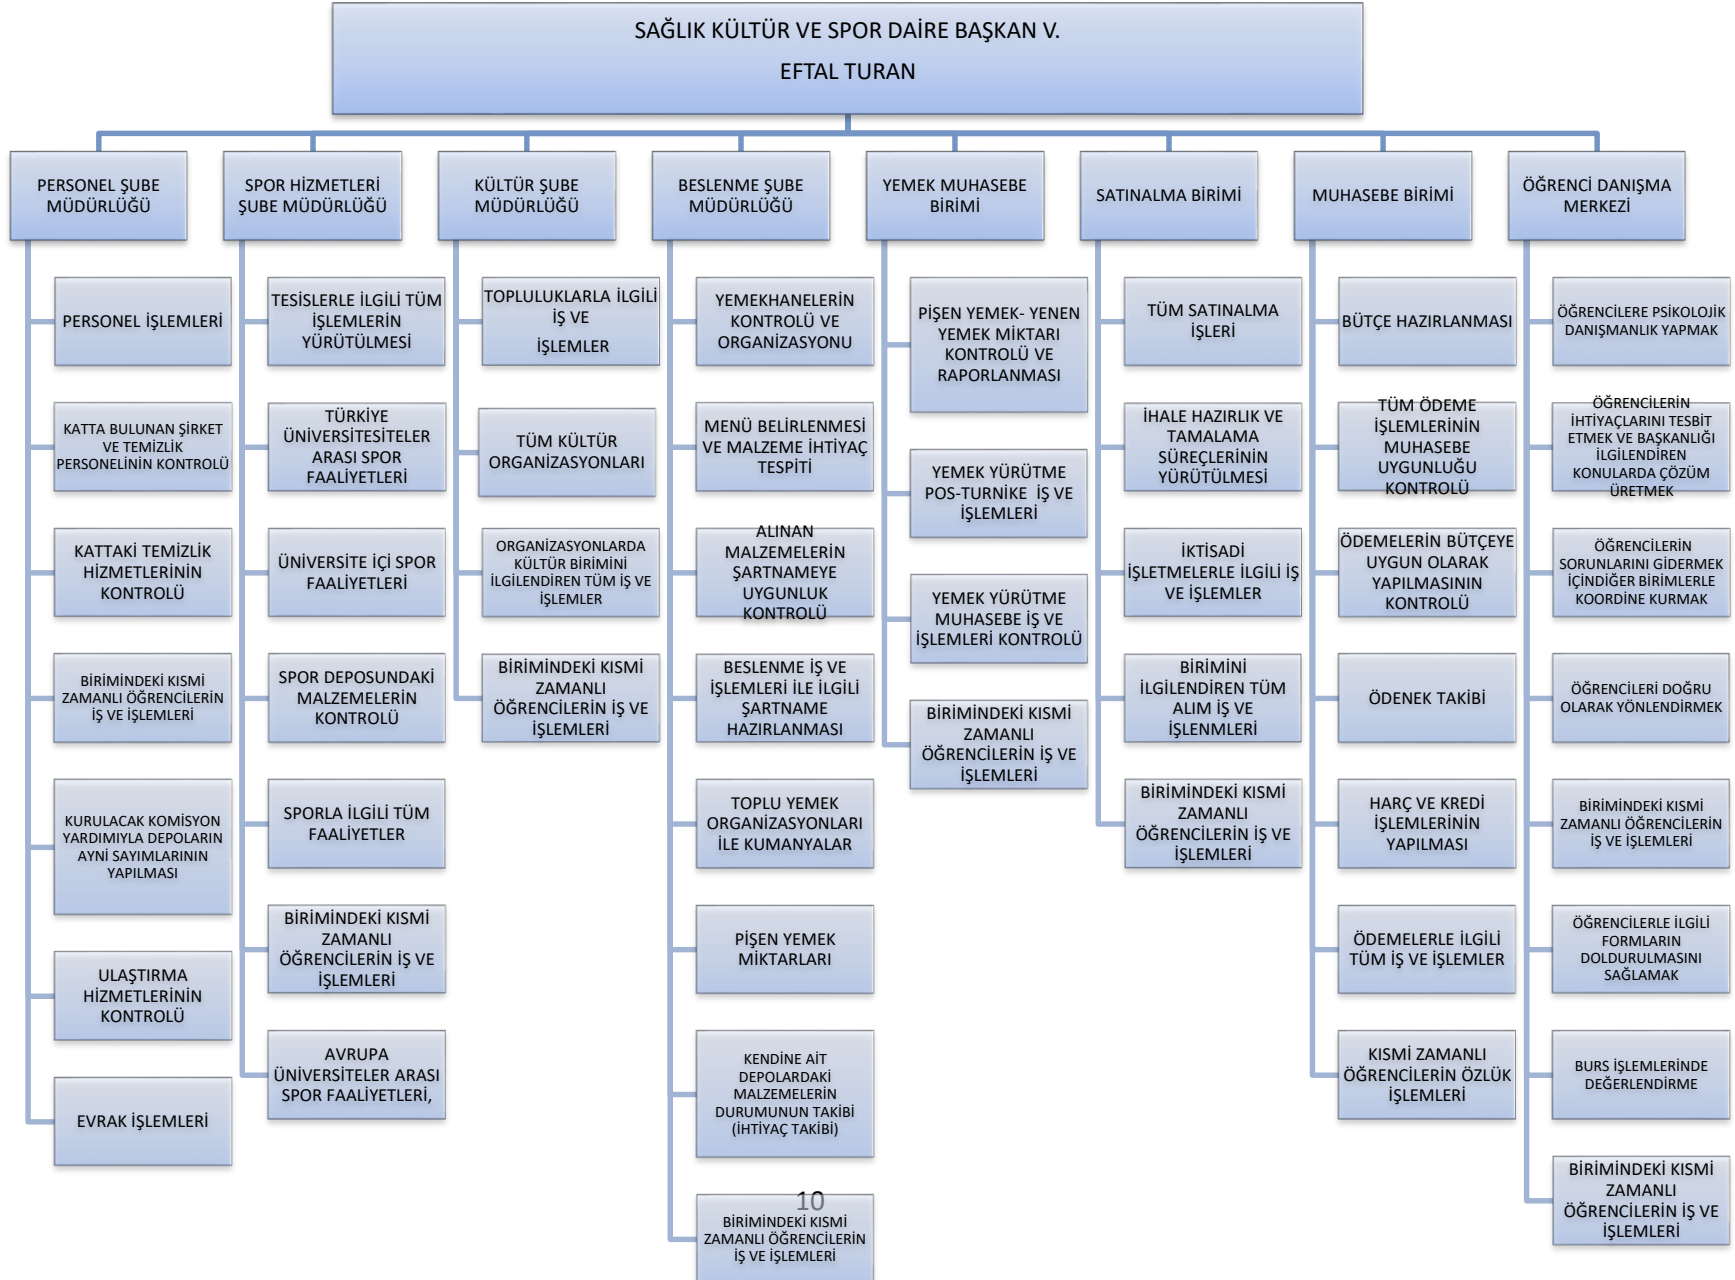 SAĞLIK KÜLTÜR VE SPOR DAİRE BAŞKAN V.
EFTAL TURAN
PERSONEL ŞUBE
MÜDÜRLÜĞÜ
PERSONEL İŞLEMLERİ
KATTA BULUNAN ŞİRKET
VE TEMİZLİK
PERSONELİNİN KONTROLÜ
KATTAKİ TEMİZLİK
HİZMETLERİNİN
KONTROLÜ
BİRİMİNDEKİ KISMİ
ZAMANLI ÖĞRENCİLERİN
İŞ VE İŞLEMLERİ
KURULACAK KOMİSYON
YARDIMIYLA DEPOLARIN
AYNİ SAYIMLARININ
YAPILMASI
ULAŞTIRMA
HİZMETLERİNİN
KONTROLÜ
EVRAK İŞLEMLERİ
SPOR HİZMETLERİ
ŞUBE MÜDÜRLÜĞÜ
TESİSLERLE İLGİLİ TÜM
İŞLEMLERİN
YÜRÜTÜLMESİ
TÜRKİYE
ÜNİVERSİTESİTELER
ARASI SPOR
FAALİYETLERİ
ÜNİVERSİTE İÇİ SPOR
FAALİYETLERİ
SPOR DEPOSUNDAKİ
MALZEMELERİN
KONTROLÜ
SPORLA İLGİLİ TÜM
FAALİYETLER
BİRİMİNDEKİ KISMİ
ZAMANLI
ÖĞRENCİLERİN İŞ VE
İŞLEMLERİ
AVRUPA
ÜNİVERSİTELER ARASI
SPOR FAALİYETLERİ,
KÜLTÜR ŞUBE
MÜDÜRLÜĞÜ
TOPLULUKLARLA İLGİLİ
İŞ VE
İŞLEMLER
TÜM KÜLTÜR
ORGANİZASYONLARI
ORGANİZASYONLARDA
KÜLTÜR BİRİMİNİ
İLGİLENDİREN TÜM İŞ VE
İŞLEMLER
BİRİMİNDEKİ KISMİ
ZAMANLI
ÖĞRENCİLERİN İŞ VE
İŞLEMLERİ
BESLENME ŞUBE
MÜDÜRLÜĞÜ
YEMEKHANELERİN
KONTROLÜ VE
ORGANİZASYONU
MENÜ BELİRLENMESİ
VE MALZEME İHTİYAÇ
TESPİTİ
ALINAN
MALZEMELERİN
ŞARTNAMEYE
UYGUNLUK
KONTROLÜ
BESLENME İŞ VE
İŞLEMLERİ İLE İLGİLİ
ŞARTNAME
HAZIRLANMASI
TOPLU YEMEK
ORGANİZASYONLARI
İLE KUMANYALAR
PİŞEN YEMEK
MİKTARLARI
KENDİNE AİT
DEPOLARDAKİ
MALZEMELERİN
DURUMUNUN TAKİBİ
(İHTİYAÇ TAKİBİ)
10
BİRİMİNDEKİ KISMİ
ZAMANLI ÖĞRENCİLERİN
İŞ VE İŞLEMLERİ
YEMEK MUHASEBE
BİRİMİ
PİŞEN YEMEK- YENEN
YEMEK MİKTARI
KONTROLÜ VE
RAPORLANMASI
YEMEK YÜRÜTME
POS-TURNİKE İŞ VE
İŞLEMLERİ
YEMEK YÜRÜTME
MUHASEBE İŞ VE
İŞLEMLERİ KONTROLÜ
BİRİMİNDEKİ KISMİ
ZAMANLI
ÖĞRENCİLERİN İŞ VE
İŞLEMLERİ
SATINALMA BİRİMİ
TÜM SATINALMA
İŞLERİ
İHALE HAZIRLIK VE
TAMALAMA
SÜREÇLERİNİN
YÜRÜTÜLMESİ
İKTİSADİ
İŞLETMELERLE İLGİLİ İŞ
VE İŞLEMLER
BİRİMİNİ
İLGİLENDİREN TÜM
ALIM İŞ VE
İŞLENMLERİ
BİRİMİNDEKİ KISMİ
ZAMANLI
ÖĞRENCİLERİN İŞ VE
İŞLEMLERİ
MUHASEBE BİRİMİ
BÜTÇE HAZIRLANMASI
TÜM ÖDEME
İŞLEMLERİNİN
MUHASEBE
UYGUNLUĞU
KONTROLÜ
ÖDEMELERİN BÜTÇEYE
UYGUN OLARAK
YAPILMASININ
KONTROLÜ
ÖDENEK TAKİBİ
HARÇ VE KREDİ
İŞLEMLERİNİN
YAPILMASI
ÖDEMELERLE İLGİLİ
TÜM İŞ VE İŞLEMLER
KISMİ ZAMANLI
ÖĞRENCİLERİN ÖZLÜK
İŞLEMLERİ
ÖĞRENCİ DANIŞMA
MERKEZİ
ÖĞRENCİLERE PSİKOLOJİK
DANIŞMANLIK YAPMAK
ÖĞRENCİLERİN
İHTİYAÇLARINI TESBİT
ETMEK VE BAŞKANLIĞI
İLGİLENDİREN
KONULARDA ÇÖZÜM
ÜRETMEK
ÖĞRENCİLERİN
SORUNLARINI GİDERMEK
İÇİNDİĞER BİRİMLERLE
KOORDİNE KURMAK
ÖĞRENCİLERİ DOĞRU
OLARAK YÖNLENDİRMEK
BİRİMİNDEKİ KISMİ
ZAMANLI ÖĞRENCİLERİN
İŞ VE İŞLEMLERİ
ÖĞRENCİLERLE İLGİLİ
FORMLARIN
DOLDURULMASINI
SAĞLAMAK
BURS İŞLEMLERİNDE
DEĞERLENDİRME
BİRİMİNDEKİ KISMİ
ZAMANLI
ÖĞRENCİLERİN İŞ VE
İŞLEMLERİ